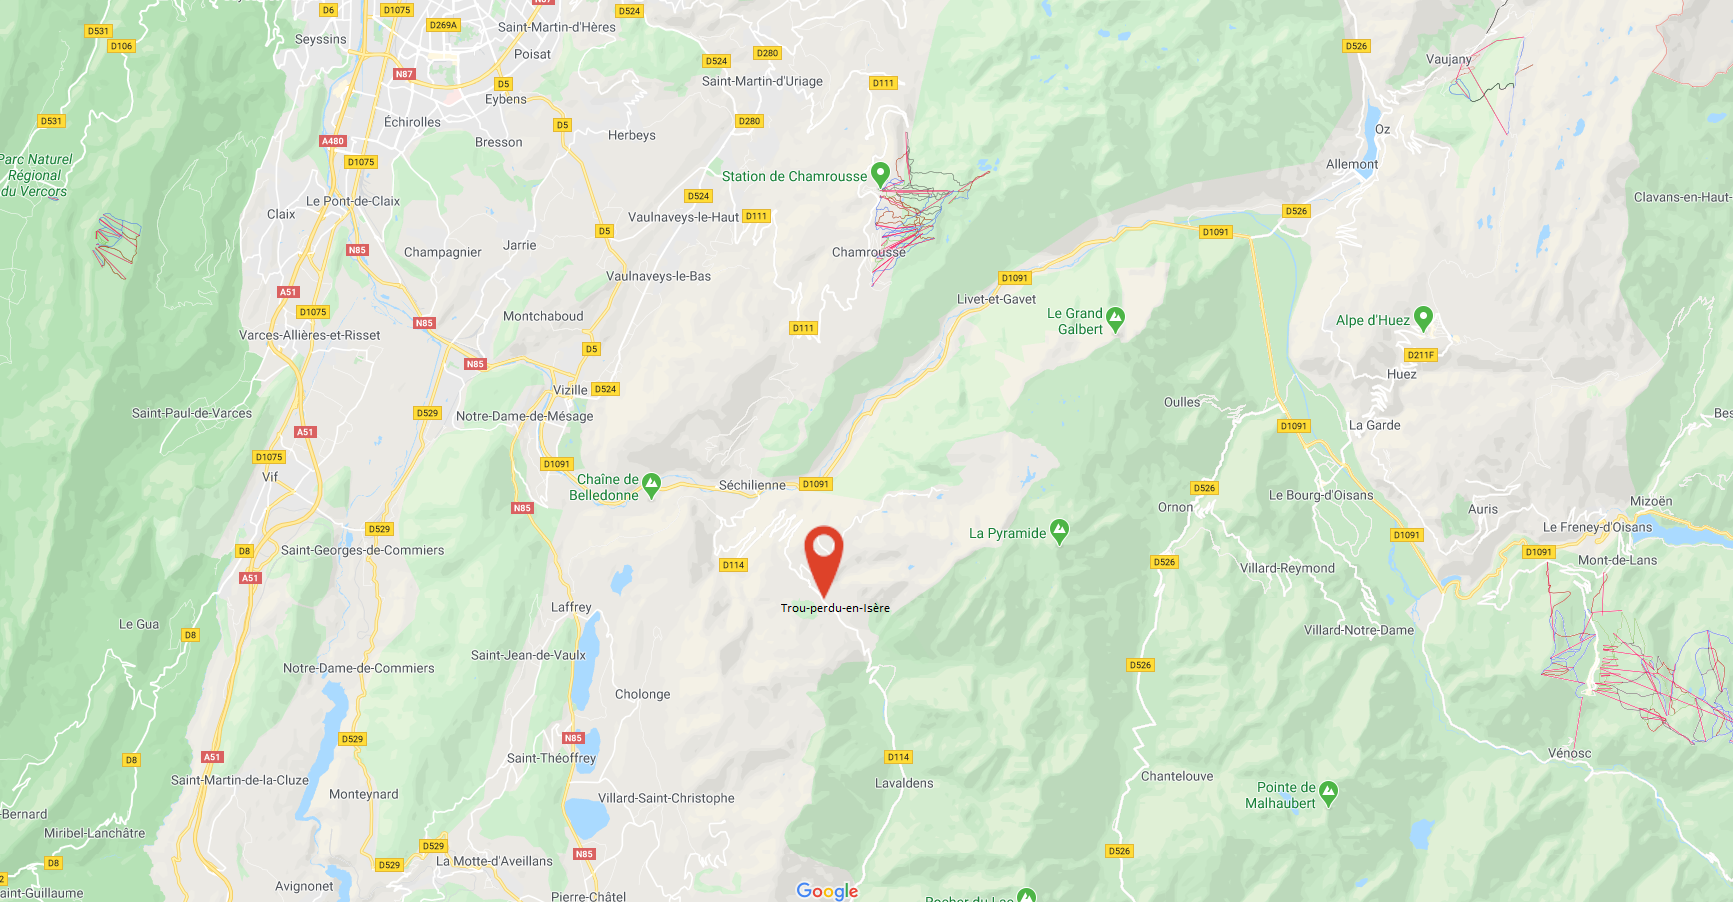 D6
D1075
D269A
N87
D524
D531
D106
Seyssins
Saint-Martin-d'Hères
Poisat
D280
D526
Vaujany
N87
D524
Saint-Martin-d'Uriage
D111
D5
Eybens
D531
Échirolles
D5
D280
Oz
A480
Bresson
Herbeys
D1075
Allemont
Parc Naturel
Régional
du Vercors
Station de Chamrousse
Le Pont-de-Claix
D524
Clavans-en-Haut-
Claix
Vaulnaveys-le-Haut
D111
D526
D5
D1091
N85
Champagnier
Jarrie
Chamrousse
Vaulnaveys-le-Bas
D1091
A51
Livet-et-Gavet
D1075
Montchaboud
Le Grand
Galbert
Alpe d'Huez
N85
D111
Varces-Allières-et-Risset
D5
D211F
N85
Huez
Vizille
D524
Oulles
Saint-Paul-de-Varces
D529
Notre-Dame-de-Mésage
Bes
A51
D1091
La Garde
D1075
D1091
Vif
Chaîne de
Belledonne
Séchilienne
D1091
D526
Le Bourg-d'Oisans
Mizoën
N85
Ornon
Auris
D529
La Pyramide
Le Freney-d'Oisans
D1091
D8
Saint-Georges-de-Commiers
D1091
Mont-de-Lans
A51
D114
D526
Villard-Reymond
Laffrey
Trou-perdu-en-Isère
Le Gua
D8
Villard-Notre-Dame
Saint-Jean-de-Vaulx
Notre-Dame-de-Commiers
D526
Cholonge
D529
N85
A51
D8
Saint-Théoffrey
D114
Vénosc
Saint-Martin-de-la-Cluze
Lavaldens
Chantelouve
Monteynard
Villard-Saint-Christophe
Pointe de
Malhaubert
-Bernard
Miribel-Lanchâtre
D529
N85
D526
D8
D529
La Motte-d'Aveillans
2
Avignonet
Google
aint-Guillaume
Pierre-Châtel
Rocher du Lac